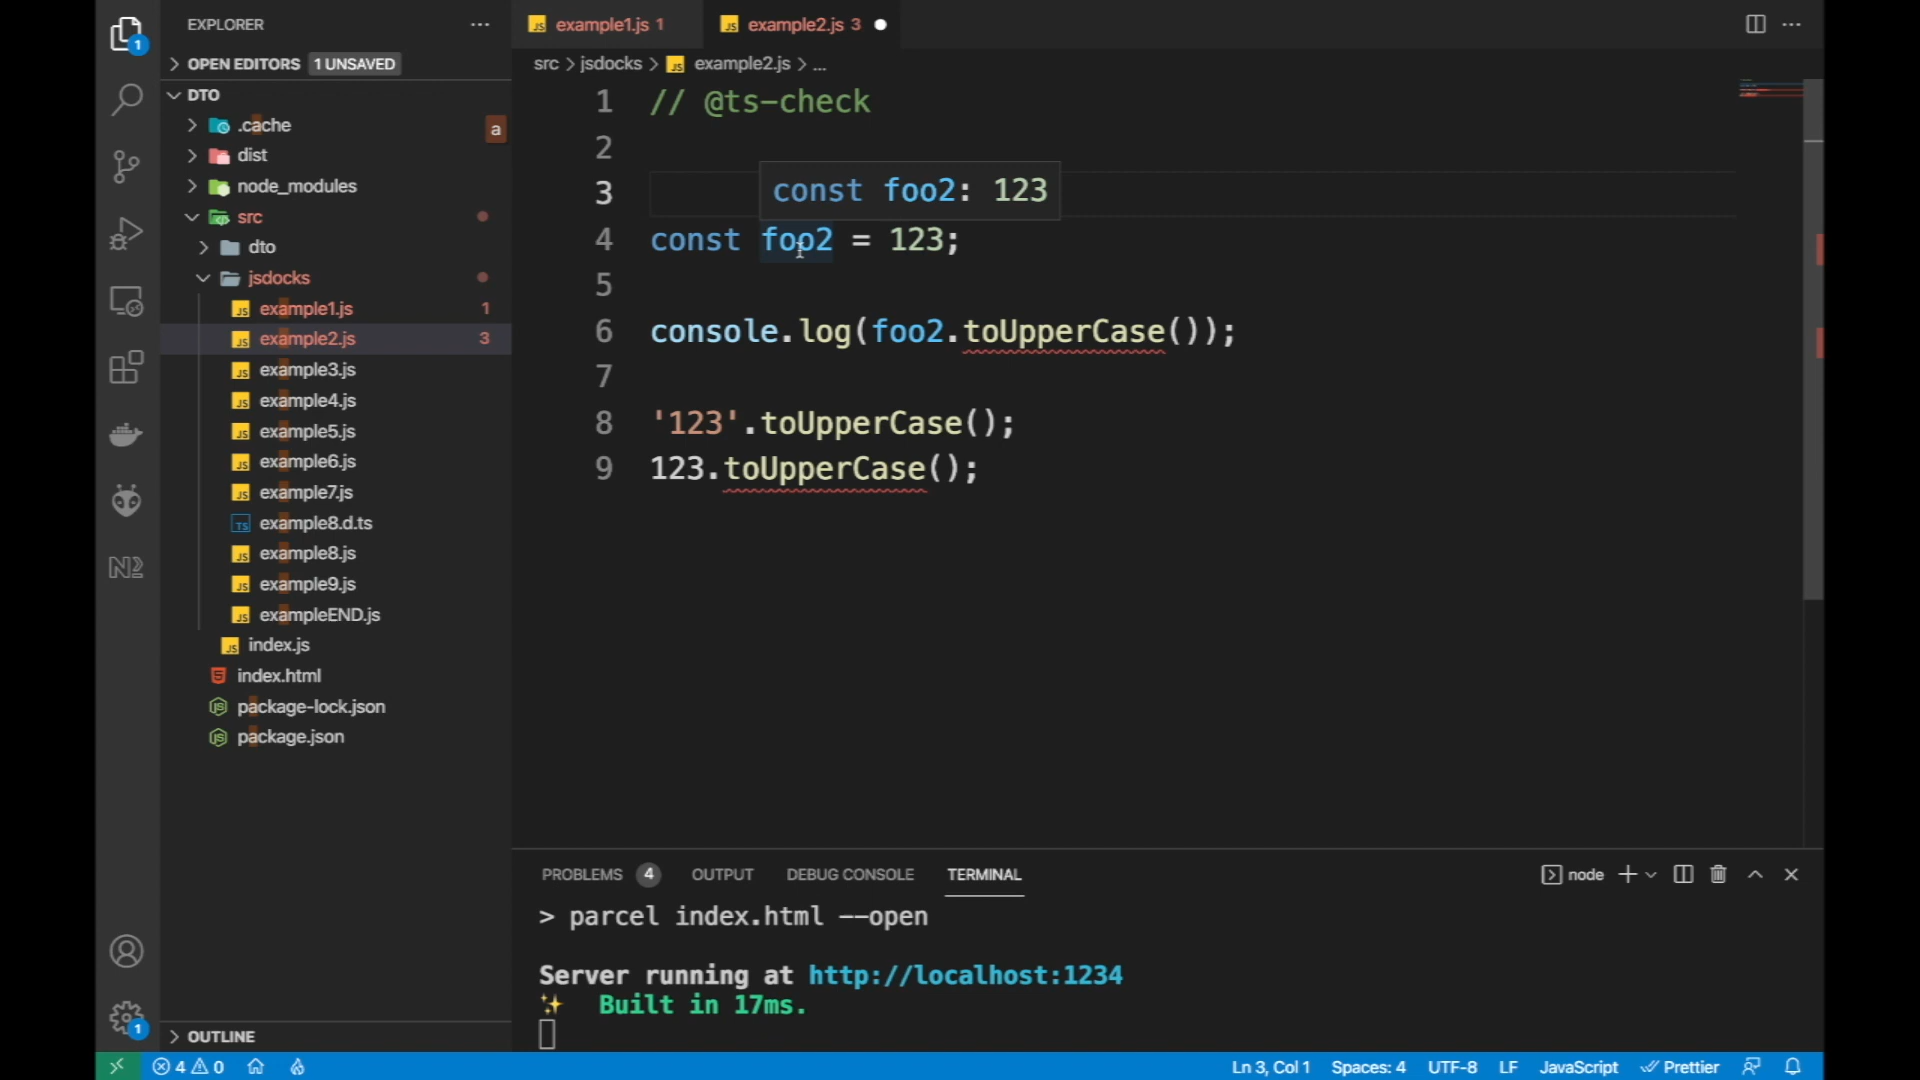 EXPLORER
example1.js 1
example2.js 3
OPEN EDITORS 1 UNSAVED
src > jsdocks > example2.js > ...
DTO
.cache
a
dist
node_modules
src
dto
jsdocks
example1.js 1
example2.js 3
example3.js
example4.js
example5.js
example6.js
example7.js
example8.d.ts
example8.js
example9.js
exampleEND.js
index.js
index.html
package-lock.json
package.json
OUTLINE
1 // @ts-check
2
const foo2: 123
3
4 const foo2 = 123;
5
6 console.log(foo2.toUpperCase());
7
8 '123'.toUpperCase();
9 123.toUpperCase();
PROBLEMS 4 OUTPUT DEBUG CONSOLE TERMINAL
node
> parcel index.html --open
Server running at http://localhost:1234
✨ Built in 17ms.
1
1
4 0
Ln 3, Col 1 Spaces: 4 UTF-8 LF JavaScript Prettier